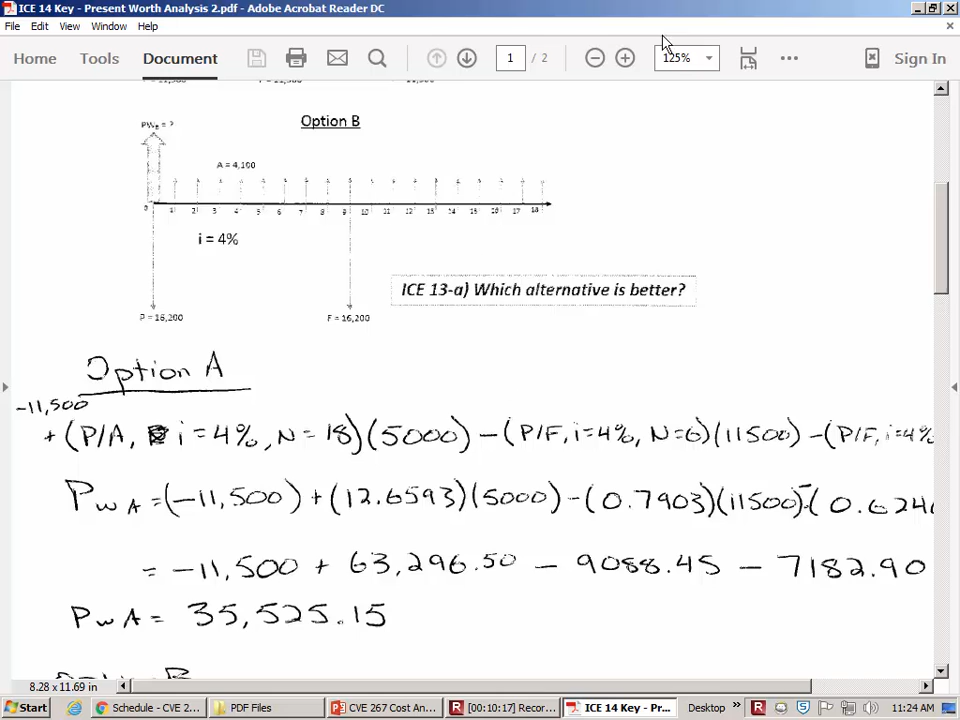 ICE 14 Key - Present Worth Analysis 2.pdf - Adobe Acrobat Reader DC
File Edit View Window Help
Home Tools Document 1 / 2 125% Sign In
PWB = ? Option B
A = 4,100
0 1 2 3 4 5 6 7 8 9 10 11 12 13 14 15 16 17 18
i = 4%
ICE 13-a) Which alternative is better?
P = 16,200 F = 16,200
Option A
-11,500
+ (P/A, i = 4%, N = 18)(5000) - (P/F, i=4%, N=6)(11500) - (P/F, i=4%
PWA = (-11,500) + (12.6593)(5000) - (0.7903)(11500) - (0.6246
= -11,500 + 63,296.50 - 9088.45 - 7182.90
PWA = 35,525.15
8.28 x 11.69 in
Start Schedule - CVE 2... PDF Files CVE 267 Cost An... [00:10:17] Recor... ICE 14 Key - Pr... Desktop 11:24 AM